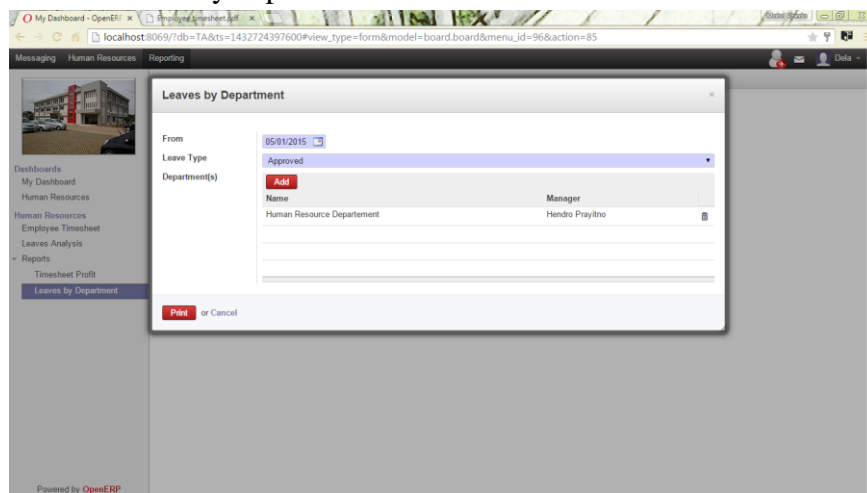 My Dashboard - OpenERP
Employee timesheet.pdf
localhost:8069/?db=TA&ts=1432724397600#view_type=form&model=board.board&menu_id=96&action=85
Messaging Human Resources Reporting
Dela
Leaves by Department
From
05/01/2015
Leave Type
Approved
Department(s)
Add
Name Manager
Human Resource Departement Hendro Prayitno
Print or Cancel
Dashboards
My Dashboard
Human Resources
Human Resources
Employee Timesheet
Leaves Analysis
Reports
Timesheet Profit
Leaves by Department
Powered by OpenERP